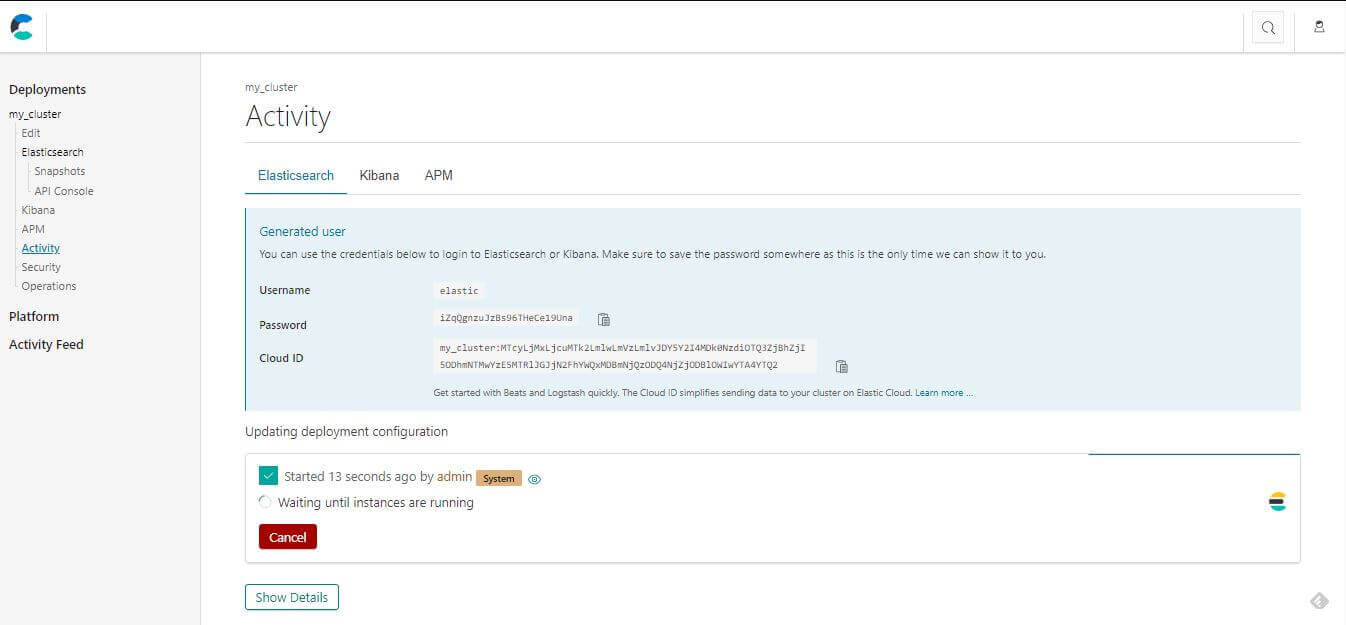 Deployments
my_cluster
Edit
Elasticsearch
Snapshots
API Console
Kibana
APM
Activity
Security
Operations
Platform
Activity Feed
my_cluster
Activity
Elasticsearch Kibana APM
Generated user
You can use the credentials below to login to Elasticsearch or Kibana. Make sure to save the password somewhere as this is the only time we can show it to you.
Username elastic
Password iZqQgnzuJzBs96THeCe19Una
Cloud ID my_cluster:MTcyLjMxLjcuMTk2LmlwLmVzLmlvJDY5Y2I4MDk0NzdiOTQ3ZjBhZjI
5ODhmNTMwYzE5MTRlJGJjN2FhYWQxMDBmNjQzODQ4NjZjODBlOWIwYTA4YTQ2
Get started with Beats and Logstash quickly. The Cloud ID simplifies sending data to your cluster on Elastic Cloud. Learn more ...
Updating deployment configuration
Started 13 seconds ago by admin System
Waiting until instances are running
Cancel
Show Details